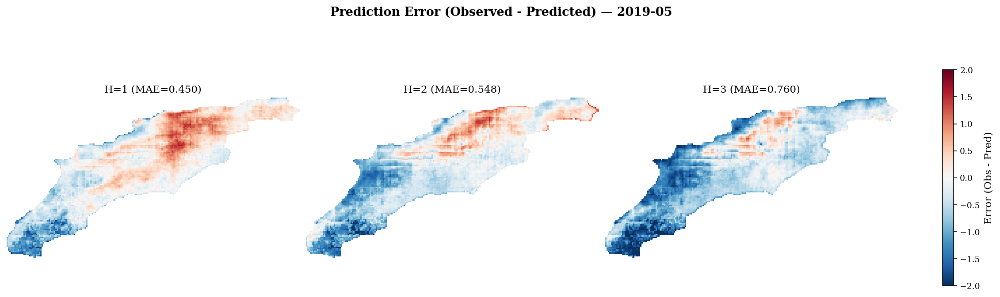 Prediction Error (Observed - Predicted) — 2019-05
H=1 (MAE=0.450)
H=2 (MAE=0.548)
H=3 (MAE=0.760)
2.0
1.5
1.0
0.5
0.0
−0.5
−1.0
−1.5
−2.0
Error (Obs - Pred)